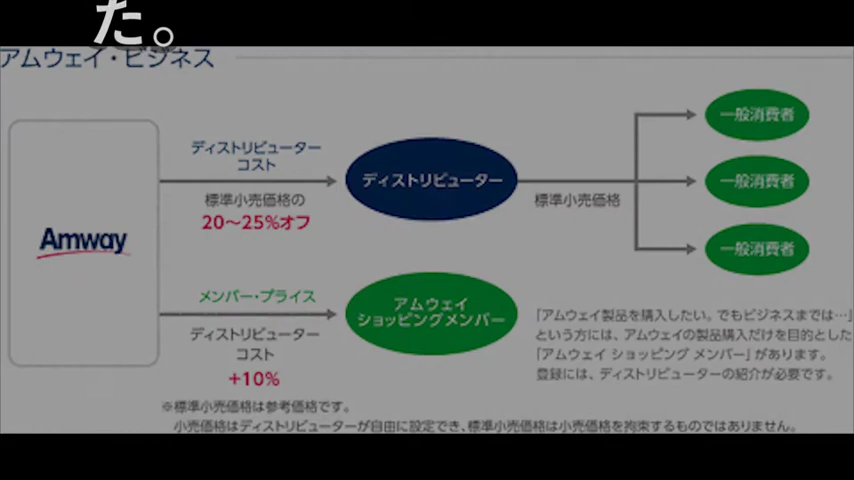 た。
アムウェイ・ビジネス
ディストリビューター
コスト
標準小売価格の
20～25%オフ
ディストリビューター
標準小売価格
一般消費者
一般消費者
一般消費者
Amway
メンバー・プライス
ディストリビューター
コスト
+10%
アムウェイ
ショッピングメンバー
「アムウェイ製品を購入したい。でもビジネスまでは…」
という方には、アムウェイの製品購入だけを目的とした
「アムウェイ ショッピング メンバー」があります。
登録には、ディストリビューターの紹介が必要です。
※標準小売価格は参考価格です。
小売価格はディストリビューターが自由に設定でき、標準小売価格は小売価格を拘束するものではありません。